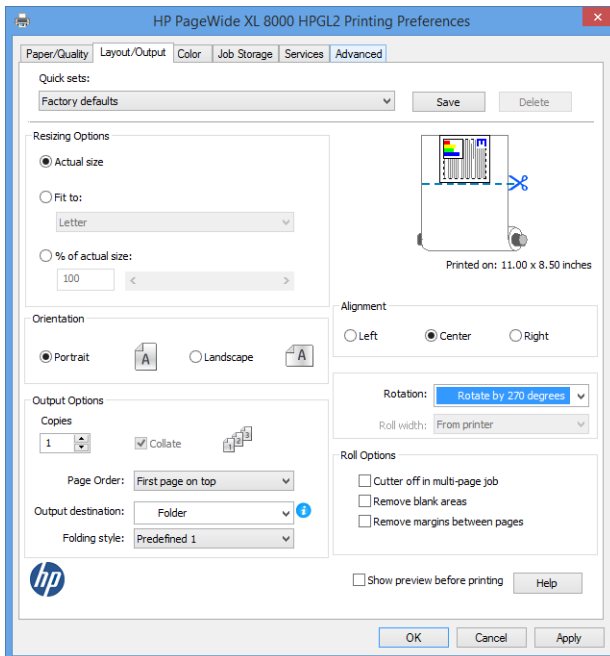 HP PageWide XL 8000 HPGL2 Printing Preferences
Paper/Quality Layout/Output Color Job Storage Services Advanced
Quick sets:
Factory defaults Save Delete
Resizing Options
Actual size
Fit to:
Letter
% of actual size:
100
Printed on: 11.00 x 8.50 inches
Alignment
Left Center Right
Orientation
Portrait A Landscape A
Rotation: Rotate by 270 degrees
Roll width: From printer
Output Options
Copies
1 Collate 1 2 3
Page Order: First page on top
Output destination: Folder i
Folding style: Predefined 1
Roll Options
Cutter off in multi-page job
Remove blank areas
Remove margins between pages
hp
Show preview before printing Help
OK Cancel Apply